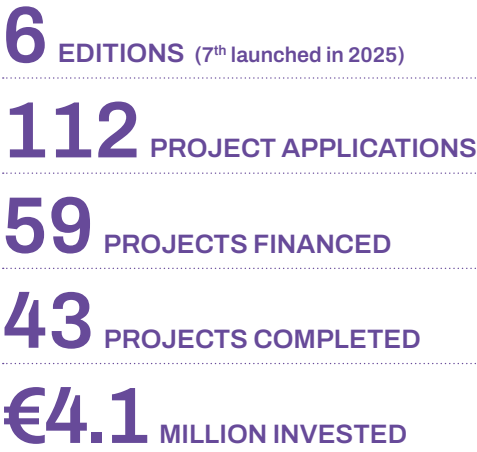 6 EDITIONS (7th launched in 2025)
112 PROJECT APPLICATIONS
59 PROJECTS FINANCED
43 PROJECTS COMPLETED
€4.1 MILLION INVESTED